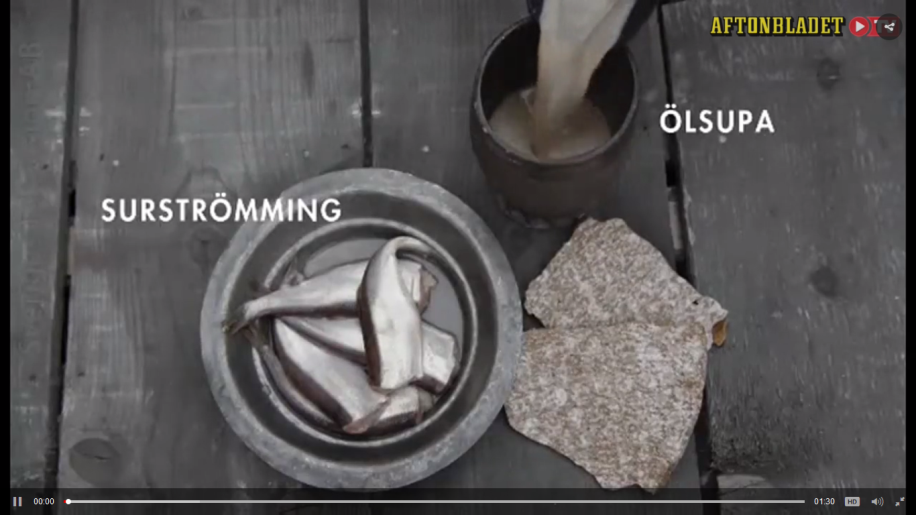 AFTONBLADET
ÖLSUPA
SURSTRÖMMING
00:00
01:30
HD